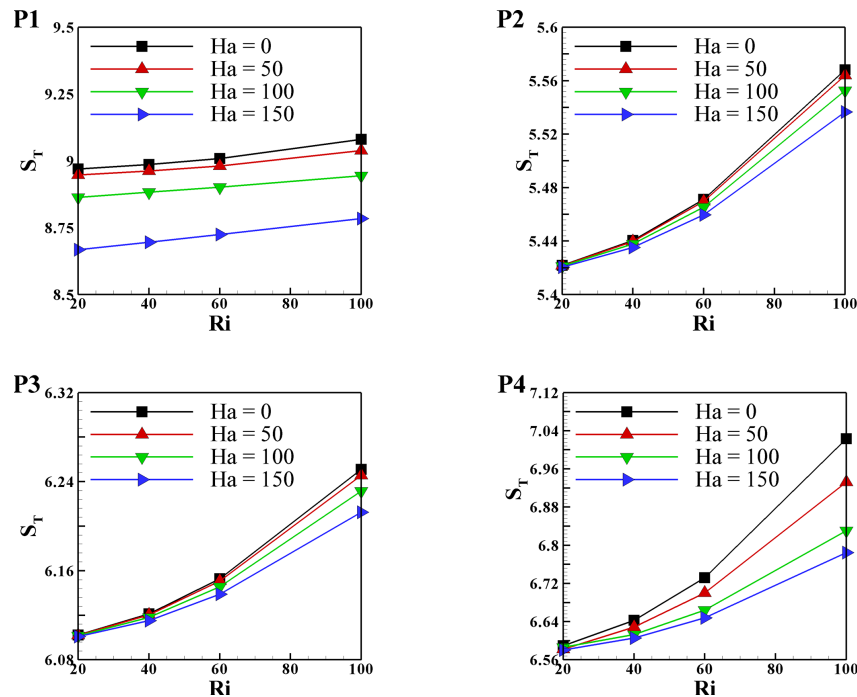 P1
9.5
9.25
9
8.75
8.5
S_T
Ha = 0
Ha = 50
Ha = 100
Ha = 150
20 40 60 80 100
Ri
P2
5.6
5.56
5.52
5.48
5.44
5.4
S_T
Ha = 0
Ha = 50
Ha = 100
Ha = 150
20 40 60 80 100
Ri
P3
6.32
6.24
6.16
6.08
S_T
Ha = 0
Ha = 50
Ha = 100
Ha = 150
20 40 60 80 100
Ri
P4
7.12
7.04
6.96
6.88
6.8
6.72
6.64
6.56
S_T
Ha = 0
Ha = 50
Ha = 100
Ha = 150
20 40 60 80 100
Ri